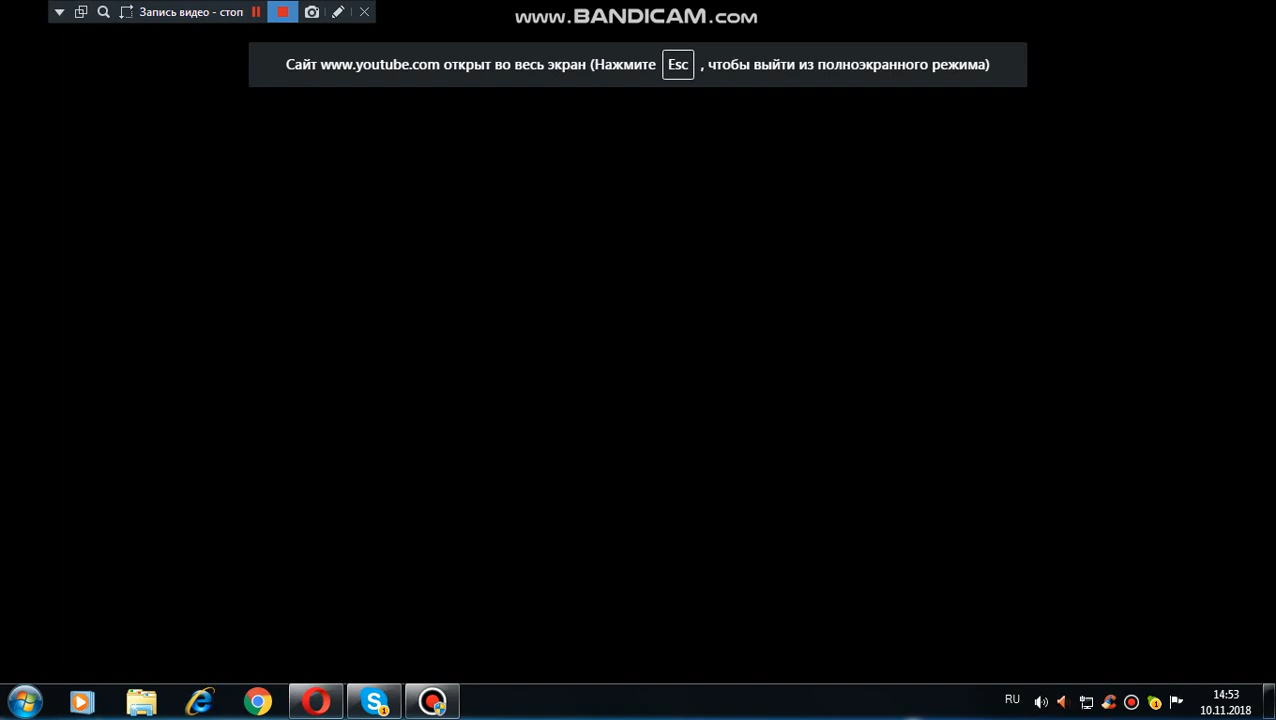 Запись видео - стоп
www.BANDICAM.com
Сайт www.youtube.com открыт во весь экран (Нажмите Esc , чтобы выйти из полноэкранного режима)
RU
14:53
10.11.2018